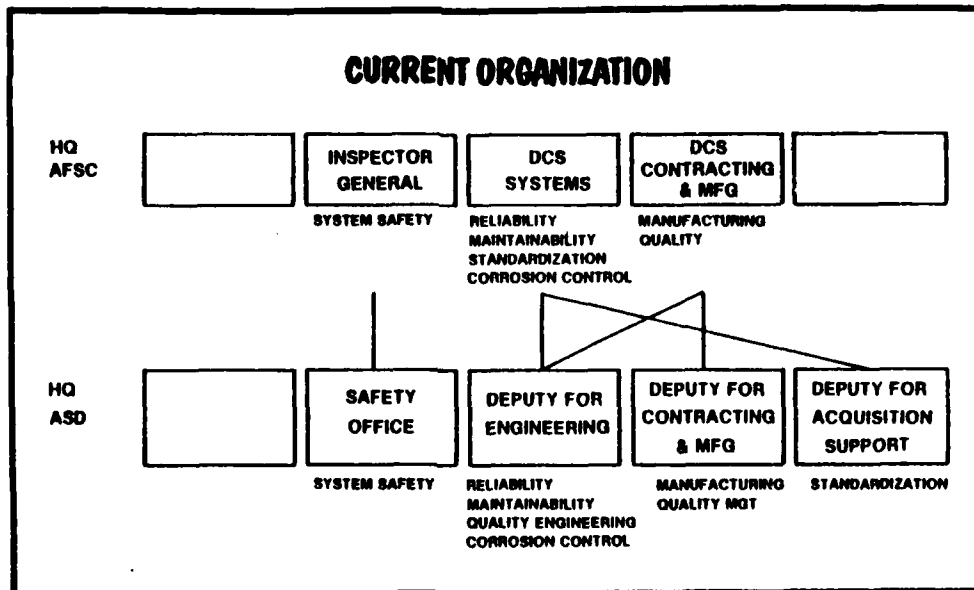 CURRENT ORGANIZATION
HQ
AFSC
INSPECTOR
GENERAL
DCS
SYSTEMS
DCS
CONTRACTING
& MFG
SYSTEM SAFETY
RELIABILITY
MAINTAINABILITY
STANDARDIZATION
CORROSION CONTROL
MANUFACTURING
QUALITY
HQ
ASD
SAFETY
OFFICE
DEPUTY FOR
ENGINEERING
DEPUTY FOR
CONTRACTING
& MFG
DEPUTY FOR
ACQUISITION
SUPPORT
SYSTEM SAFETY
RELIABILITY
MAINTAINABILITY
QUALITY ENGINEERING
CORROSION CONTROL
MANUFACTURING
QUALITY MGT
STANDARDIZATION